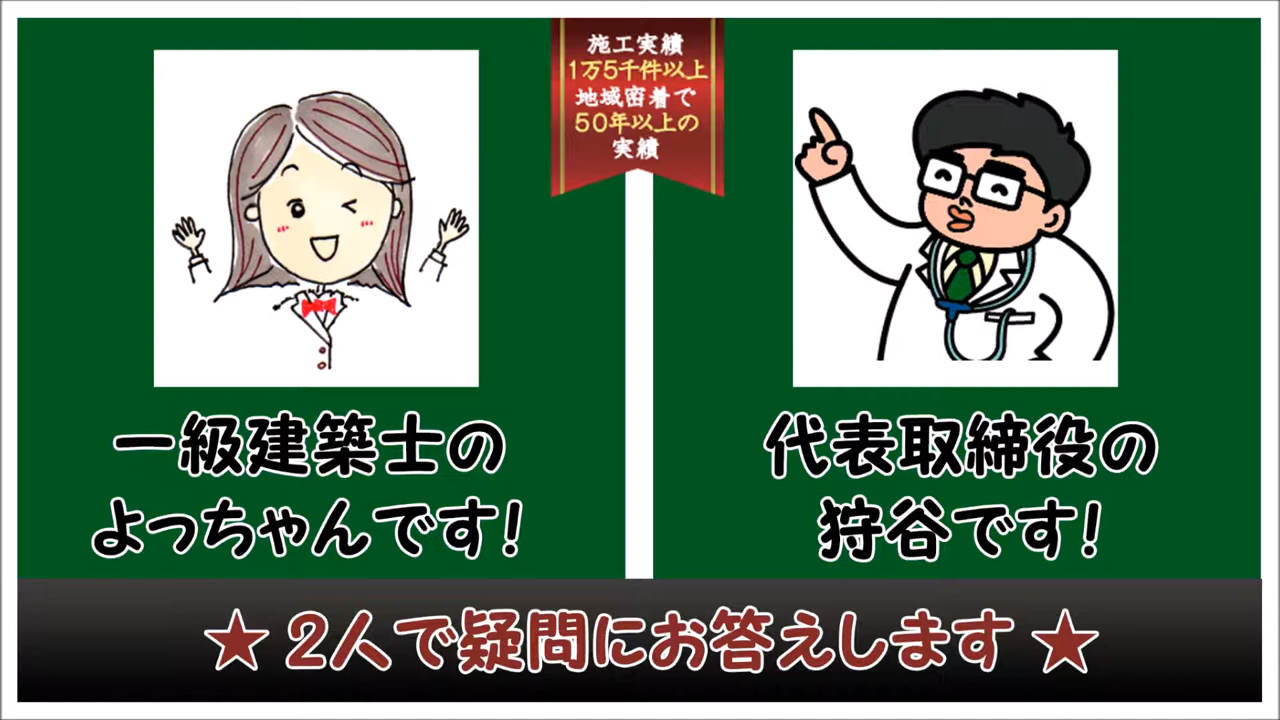 施工実績
1万5千件以上
地域密着で
50年以上の
実績
一級建築士の
よっちゃんです!
代表取締役の
狩谷です!
★ 2人で疑問にお答えします ★